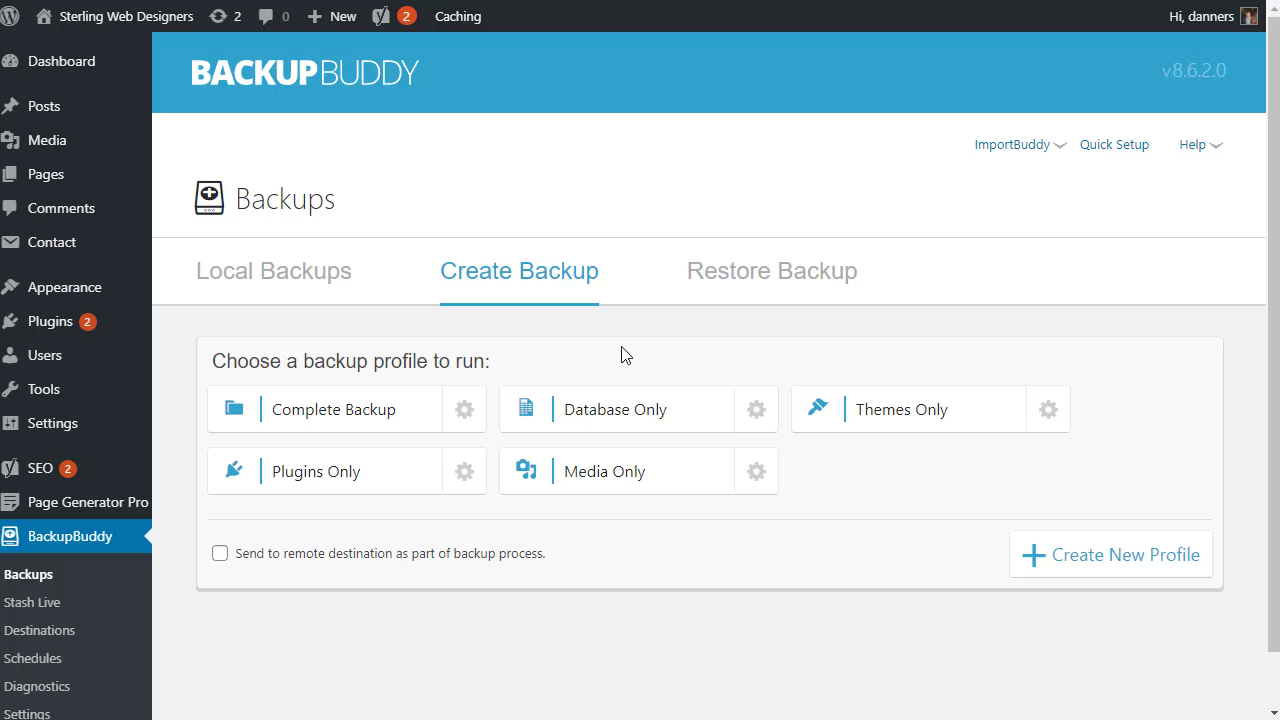 Sterling Web Designers 2 0 New 2 Caching Hi, danners
Dashboard
Posts
Media
Pages
Comments
Contact
Appearance
Plugins 2
Users
Tools
Settings
SEO 2
Page Generator Pro
BackupBuddy
Backups
Stash Live
Destinations
Schedules
Diagnostics
Settings
BACKUPBUDDY v8.6.2.0
ImportBuddy Quick Setup Help
Backups
Local Backups Create Backup Restore Backup
Choose a backup profile to run:
Complete Backup Database Only Themes Only
Plugins Only Media Only
Send to remote destination as part of backup process.
Create New Profile